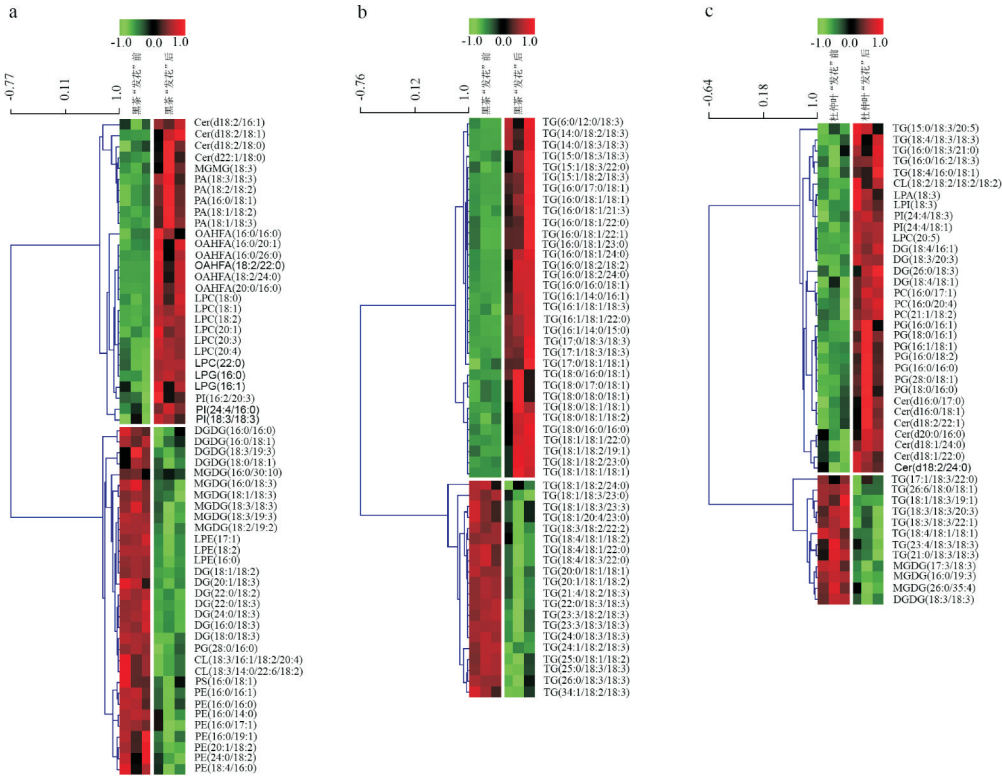 a
-1.0 0.0 1.0
黑茶“发花”前
黑茶“发花”后
-0.77
0.11
1.0
Cer(d18:2/16:1)
Cer(d18:2/18:1)
Cer(d18:2/18:0)
Cer(d22:1/18:0)
MGMG(18:3)
PA(18:3/18:3)
PA(18:2/18:2)
PA(16:0/18:1)
PA(18:1/18:2)
PA(18:1/18:3)
OAHFA(16:0/16:0)
OAHFA(16:0/20:1)
OAHFA(16:0/26:0)
OAHFA(18:2/22:0)
OAHFA(18:2/24:0)
OAHFA(20:0/16:0)
LPC(18:0)
LPC(18:1)
LPC(18:2)
LPC(20:1)
LPC(20:3)
LPC(20:4)
LPC(22:0)
LPG(16:0)
LPG(16:1)
PI(16:2/20:3)
PI(24:4/16:0)
PI(18:3/18:3)
DGDG(16:0/16:0)
DGDG(16:0/18:1)
DGDG(18:3/19:3)
DGDG(18:0/18:1)
MGDG(16:0/30:10)
MGDG(16:0/18:3)
MGDG(18:1/18:3)
MGDG(18:3/18:3)
MGDG(18:3/19:3)
MGDG(18:2/19:2)
LPE(17:1)
LPE(18:2)
LPE(16:0)
DG(18:1/18:2)
DG(20:1/18:3)
DG(22:0/18:2)
DG(22:0/18:3)
DG(24:0/18:3)
DG(16:0/18:3)
DG(18:0/18:3)
PG(28:0/16:0)
CL(18:3/16:1/18:2/20:4)
CL(18:3/14:0/22:6/18:2)
PS(16:0/18:1)
PE(16:0/16:1)
PE(16:0/16:0)
PE(16:0/14:0)
PE(16:0/17:1)
PE(16:0/19:1)
PE(20:1/18:2)
PE(24:0/18:2)
PE(18:4/16:0)
b
-1.0 0.0 1.0
黑茶“发花”前
黑茶“发花”后
-0.76
0.12
1.0
TG(6:0/12:0/18:3)
TG(14:0/18:2/18:3)
TG(14:0/18:3/18:3)
TG(15:0/18:3/18:3)
TG(15:1/18:3/22:0)
TG(15:1/18:2/18:3)
TG(16:0/17:0/18:1)
TG(16:0/18:1/18:1)
TG(16:0/18:1/21:3)
TG(16:0/18:1/22:0)
TG(16:0/18:1/22:1)
TG(16:0/18:1/23:0)
TG(16:0/18:1/24:0)
TG(16:0/18:2/18:2)
TG(16:0/18:2/24:0)
TG(16:0/16:0/18:1)
TG(16:1/14:0/16:1)
TG(16:1/18:1/18:3)
TG(16:1/18:1/22:0)
TG(16:1/14:0/15:0)
TG(17:0/18:3/18:3)
TG(17:1/18:3/18:3)
TG(17:0/18:1/18:1)
TG(18:0/16:0/18:1)
TG(18:0/17:0/18:1)
TG(18:0/18:0/18:1)
TG(18:0/18:1/18:1)
TG(18:0/18:1/18:2)
TG(18:0/16:0/16:0)
TG(18:1/18:1/22:0)
TG(18:1/18:2/19:1)
TG(18:1/18:2/23:0)
TG(18:1/18:1/18:1)
TG(18:1/18:2/24:0)
TG(18:1/18:3/23:0)
TG(18:1/18:3/23:3)
TG(18:1/20:4/23:0)
TG(18:3/18:2/22:2)
TG(18:4/18:1/18:2)
TG(18:4/18:1/22:0)
TG(18:4/18:3/22:0)
TG(20:0/18:1/18:1)
TG(20:1/18:1/18:2)
TG(21:4/18:2/18:3)
TG(22:0/18:3/18:3)
TG(23:3/18:2/18:3)
TG(23:3/18:3/18:3)
TG(24:0/18:3/18:3)
TG(24:1/18:2/18:3)
TG(25:0/18:1/18:2)
TG(25:0/18:3/18:3)
TG(26:0/18:3/18:3)
TG(34:1/18:2/18:3)
c
-1.0 0.0 1.0
杜仲叶“发花”前
杜仲叶“发花”后
-0.64
0.18
1.0
TG(15:0/18:3/20:5)
TG(18:4/18:3/18:3)
TG(16:0/18:3/21:0)
TG(16:0/16:2/18:3)
TG(18:4/16:0/18:1)
CL(18:2/18:2/18:2/18:2)
LPA(18:3)
LPI(18:3)
PI(24:4/18:3)
PI(24:4/18:1)
LPC(20:5)
DG(18:4/16:1)
DG(18:3/20:3)
DG(26:0/18:3)
DG(18:4/18:1)
PC(16:0/17:1)
PC(16:0/20:4)
PC(21:1/18:2)
PG(16:0/16:1)
PG(18:0/16:1)
PG(16:1/18:1)
PG(16:0/18:2)
PG(16:0/16:0)
PG(28:0/18:1)
PG(18:0/16:0)
Cer(d16:0/17:0)
Cer(d16:0/18:1)
Cer(d18:2/22:1)
Cer(d20:0/16:0)
Cer(d18:1/24:0)
Cer(d18:1/22:0)
Cer(d18:2/24:0)
TG(17:1/18:3/22:0)
TG(26:6/18:0/18:1)
TG(18:1/18:3/19:1)
TG(18:3/18:3/20:3)
TG(18:3/18:3/22:1)
TG(18:4/18:1/18:1)
TG(23:4/18:3/18:3)
TG(21:0/18:3/18:3)
MGDG(17:3/18:3)
MGDG(16:0/19:3)
MGDG(26:0/35:4)
DGDG(18:3/18:3)